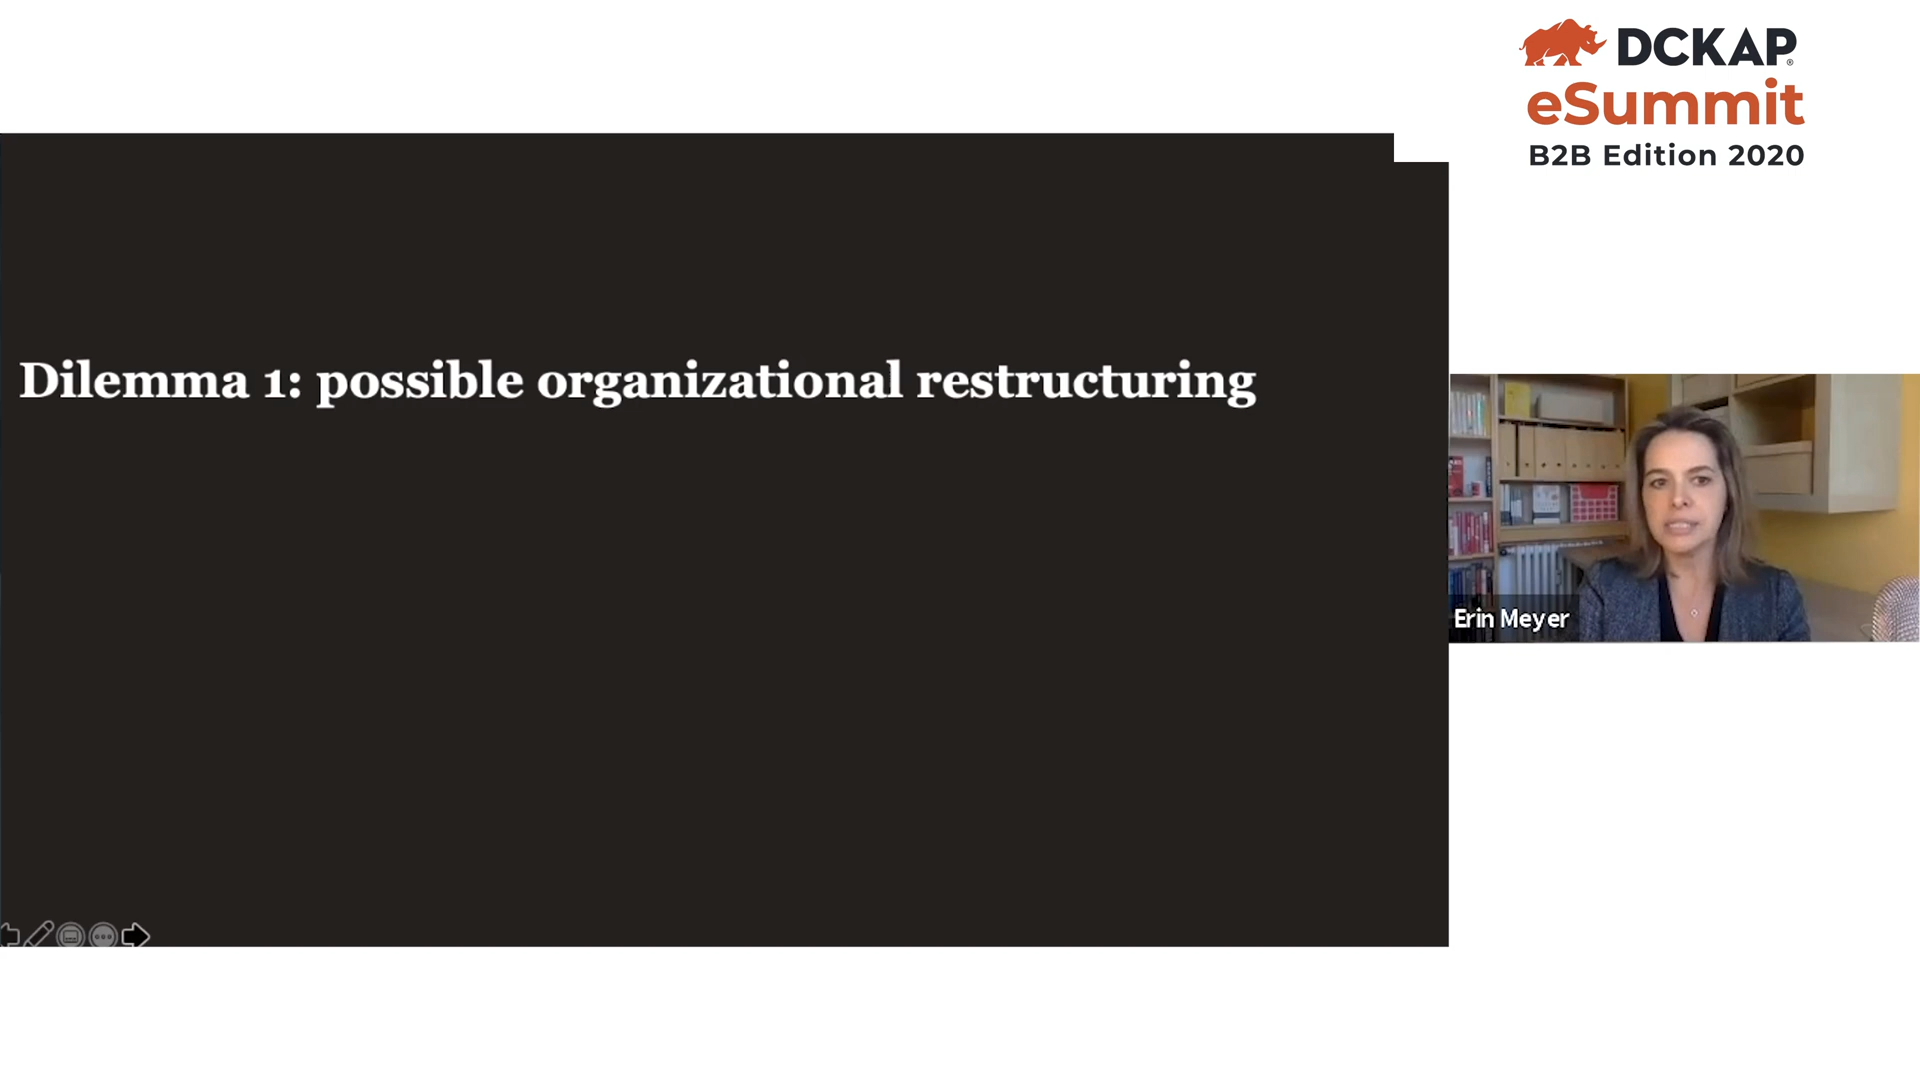 DCKAP®
eSummit
B2B Edition 2020
Dilemma 1: possible organizational restructuring
Erin Meyer